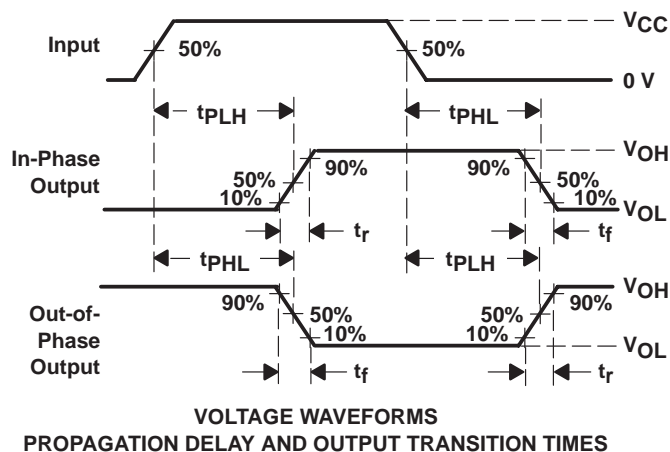 VCC
Input
50%
50%
0 V
tPLH
tPHL
In-Phase
Output
VOH
90%
90%
50%
50%
10%
10%
VOL
tr
tf
tPHL
tPLH
Out-of-
Phase
Output
VOH
90%
90%
50%
50%
10%
10%
VOL
tf
tr
VOLTAGE WAVEFORMS
PROPAGATION DELAY AND OUTPUT TRANSITION TIMES